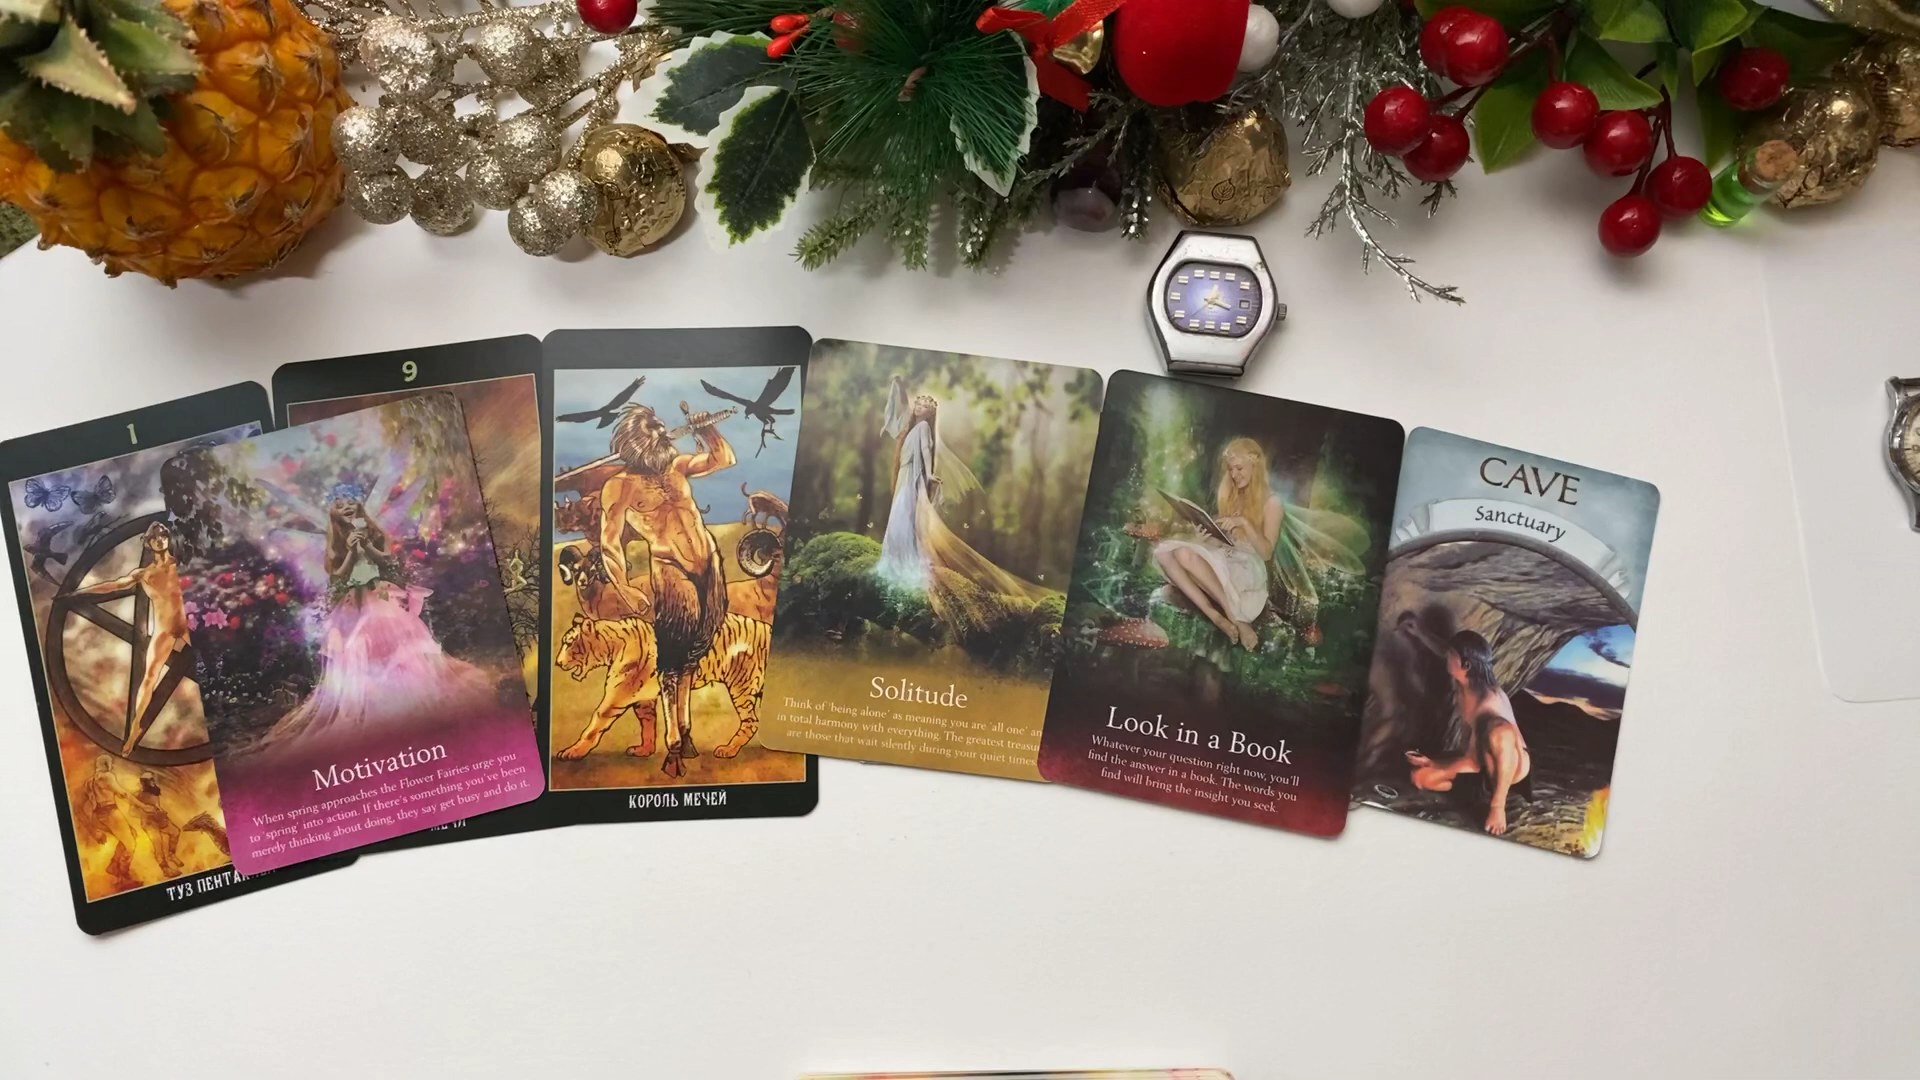 1
ТУЗ ПЕНТАК
9
Motivation
When spring approaches the Flower Fairies urge you
to 'spring' into action. If there's something you've been
merely thinking about doing, they say get busy and do it.
КОРОЛЬ МЕЧЕЙ
Solitude
Think of 'being alone' as meaning you are 'all one' an
in total harmony with everything. The greatest treasu
are those that wait silently during your quiet times
Look in a Book
Whatever your question right now, you'll
find the answer in a book. The words you
find will bring the insight you seek.
CAVE
Sanctuary